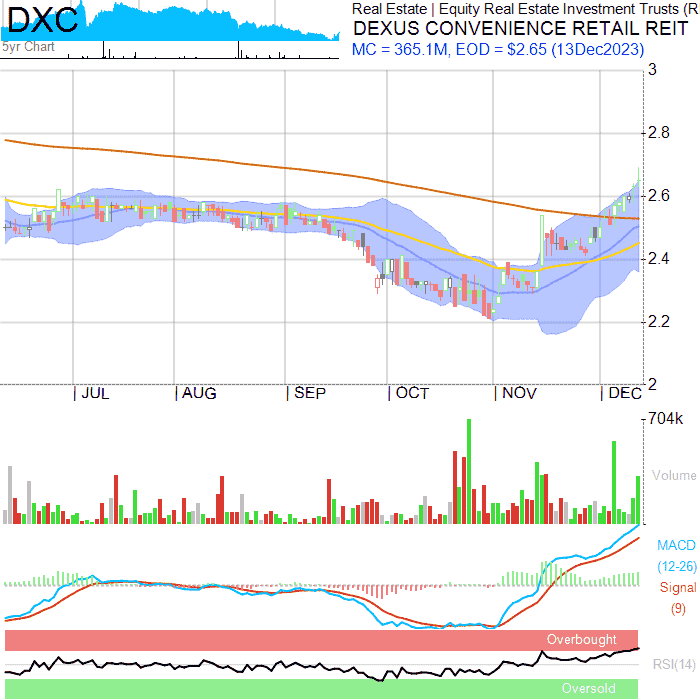 DXC
Real Estate | Equity Real Estate Investment Trusts (R
DEXUS CONVENIENCE RETAIL REIT
5yr Chart
MC = 365.1M, EOD = $2.65 (13Dec2023)
3
2.8
2.6
2.4
2.2
2
| JUL | AUG | SEP | OCT | NOV | DEC
704k
Volume
MACD
(12-26)
Signal
(9)
Overbought
RSI(14)
Oversold